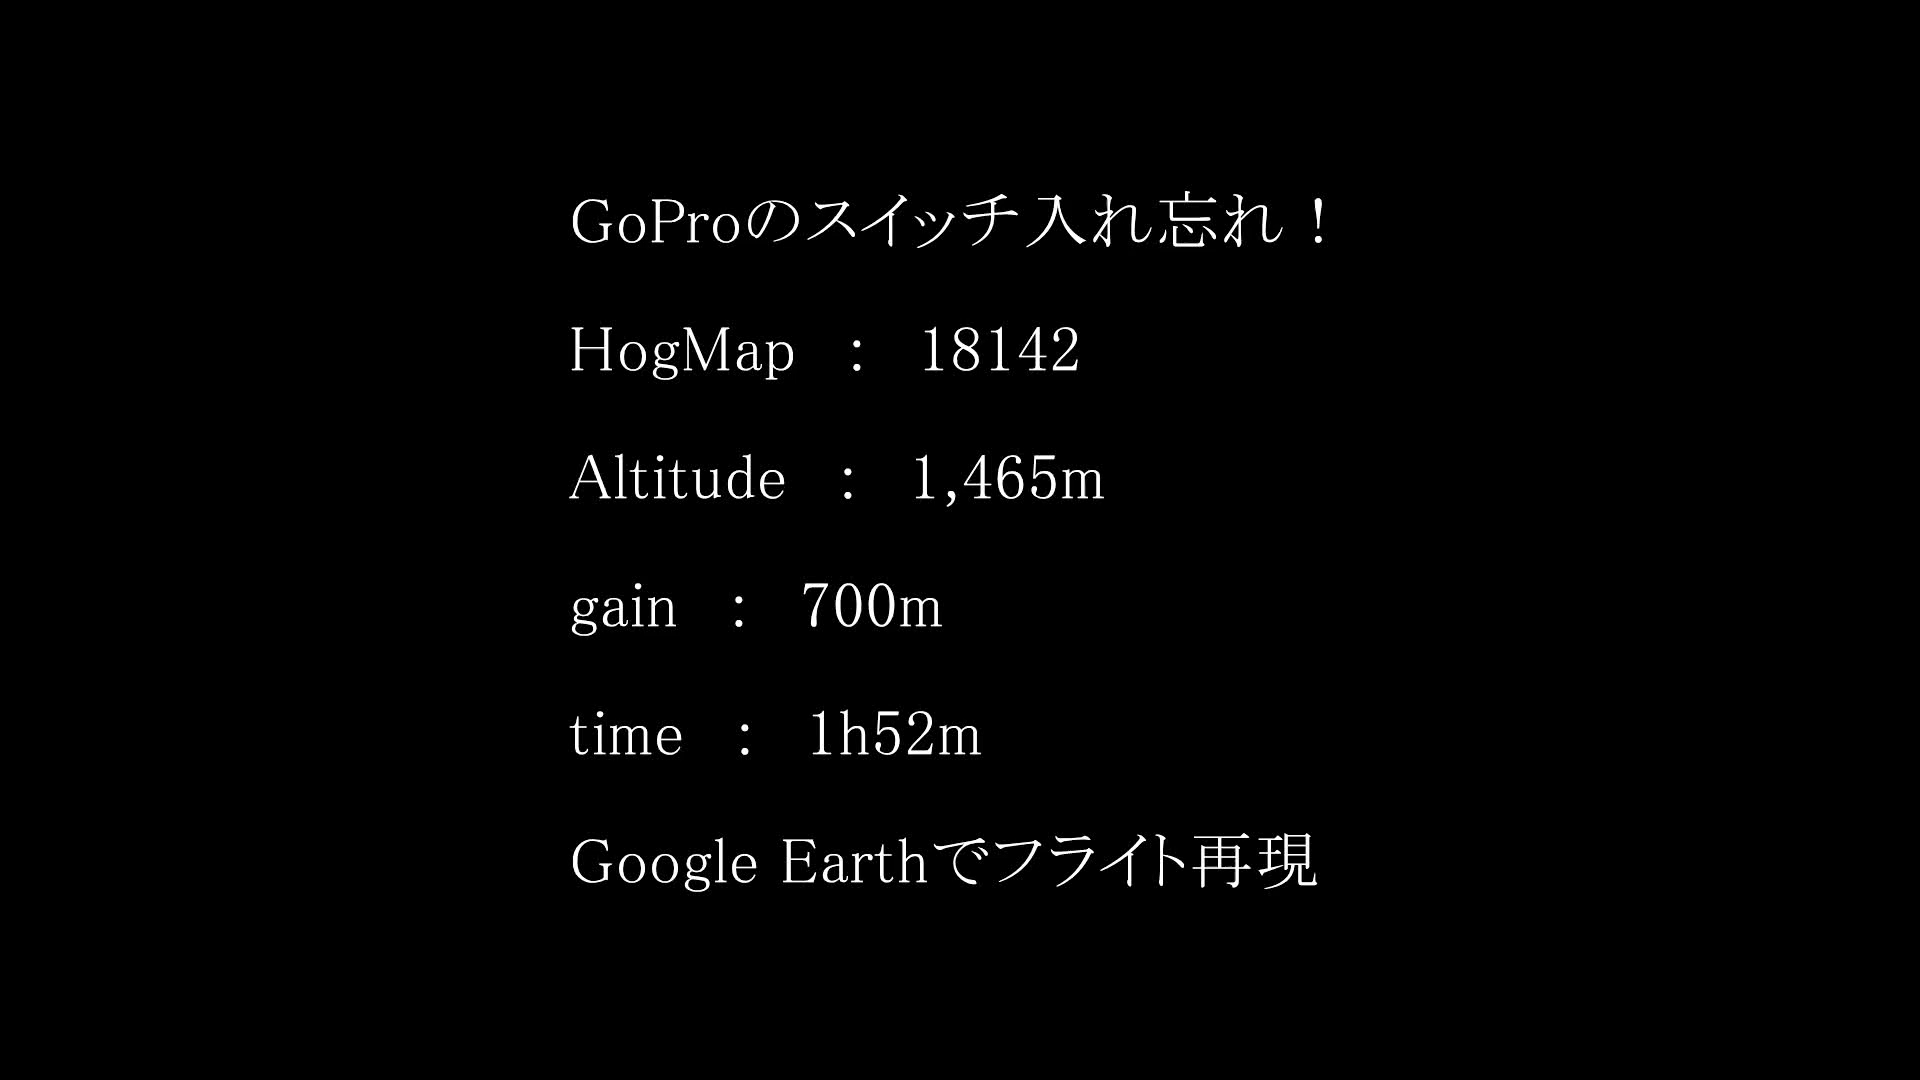 GoProのスイッチ入れ忘れ！
HogMap ： 18142
Altitude ： 1,465m
gain ： 700m
time ： 1h52m
Google Earthでフライト再現